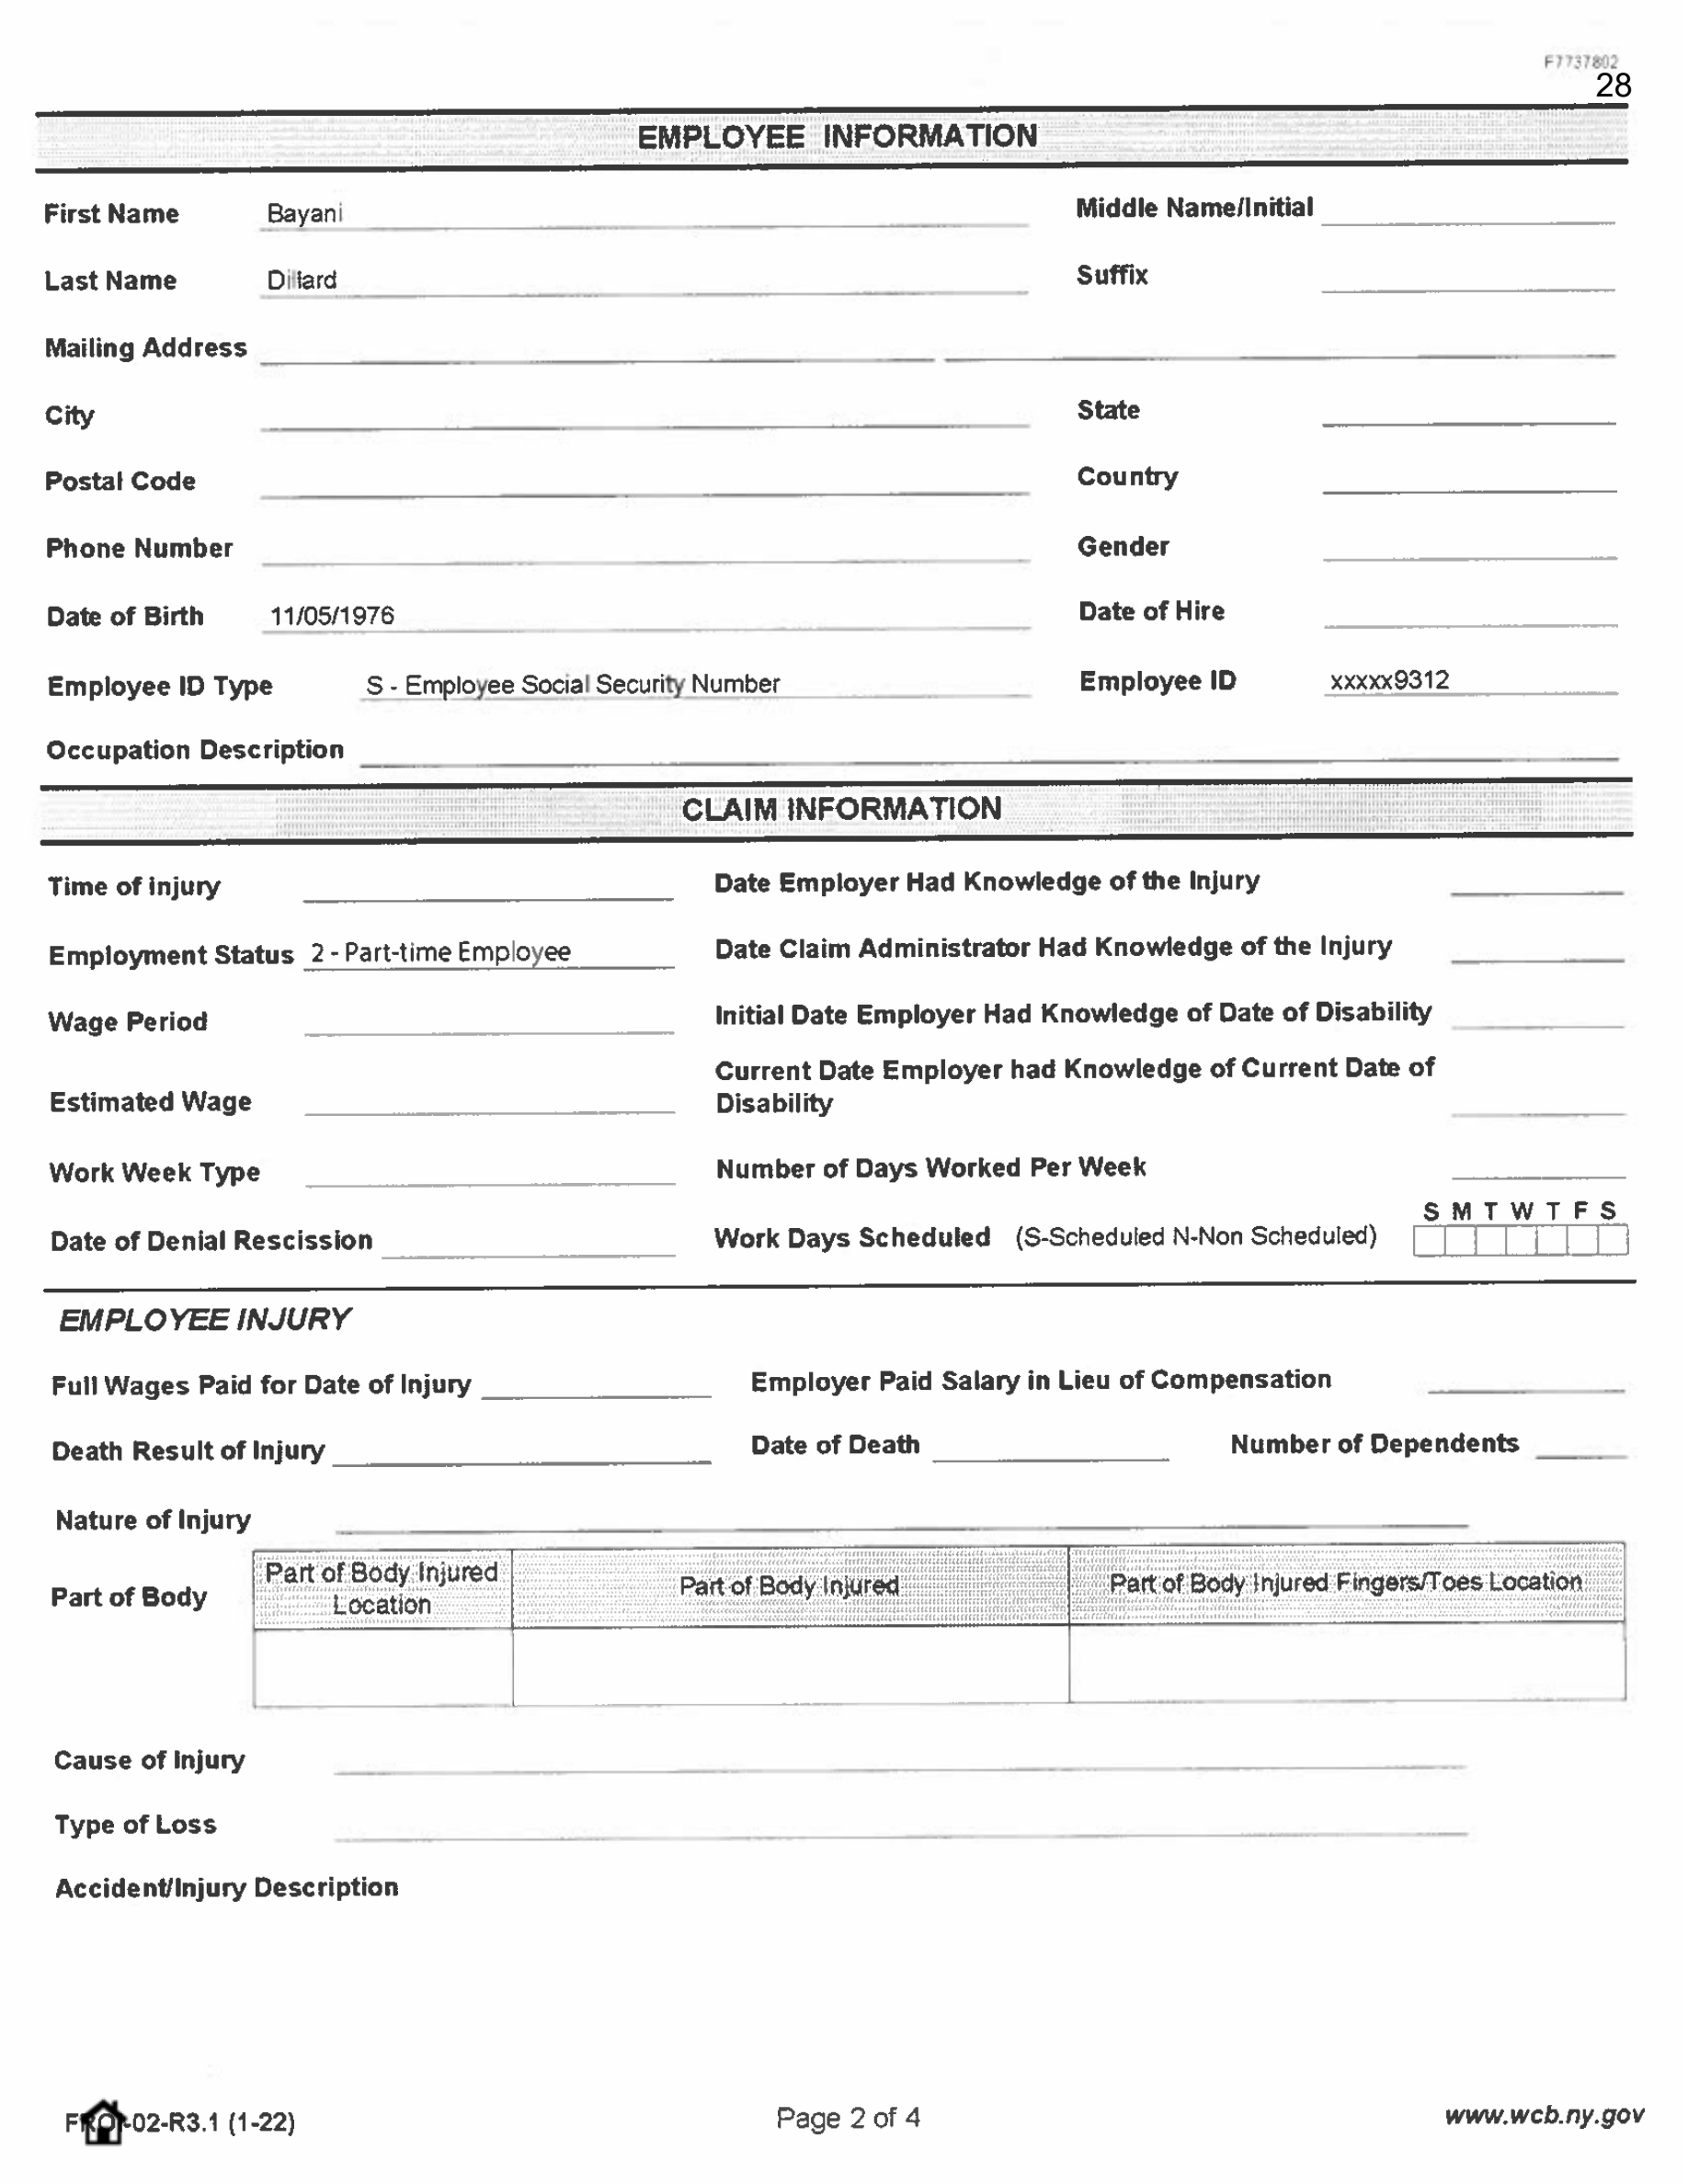 F7737802
28
EMPLOYEE INFORMATION
First Name Bayani Middle Name/Initial
Last Name Dillard Suffix
Mailing Address
City State
Postal Code Country
Phone Number Gender
Date of Birth 11/05/1976 Date of Hire
Employee ID Type S - Employee Social Security Number Employee ID xxxxx9312
Occupation Description
CLAIM INFORMATION
Time of injury Date Employer Had Knowledge of the Injury
Employment Status 2 - Part-time Employee Date Claim Administrator Had Knowledge of the Injury
Wage Period Initial Date Employer Had Knowledge of Date of Disability
Current Date Employer had Knowledge of Current Date of
Estimated Wage Disability
Work Week Type Number of Days Worked Per Week
S M T W T F S
Date of Denial Rescission Work Days Scheduled (S-Scheduled N-Non Scheduled)
EMPLOYEE INJURY
Full Wages Paid for Date of Injury Employer Paid Salary in Lieu of Compensation
Death Result of Injury Date of Death Number of Dependents
Nature of Injury
Part of Body Part of Body Injured Location Part of Body Injured Part of Body Injured Fingers/Toes Location
Cause of Injury
Type of Loss
Accident/Injury Description
FROI-02-R3.1 (1-22) Page 2 of 4 www.wcb.ny.gov